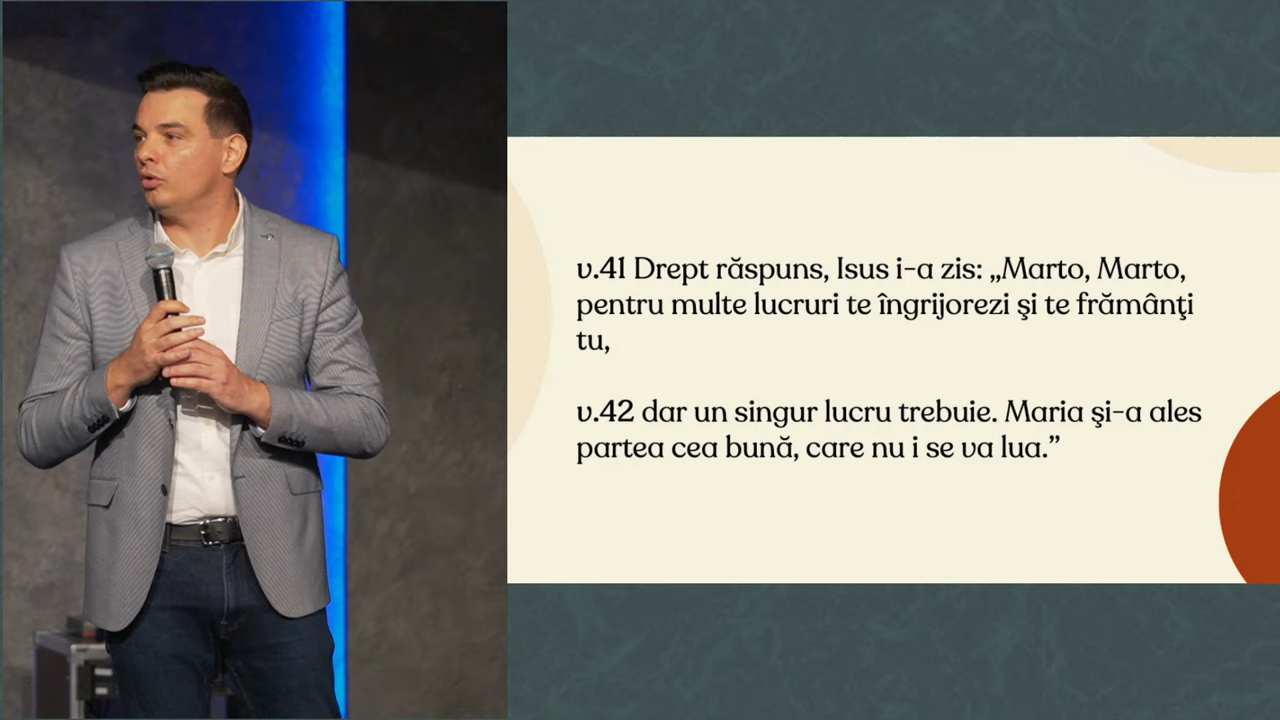 v.41 Drept răspuns, Isus i-a zis: „Marto, Marto,
pentru multe lucruri te îngrijorezi şi te frămânţi
tu,
v.42 dar un singur lucru trebuie. Maria şi-a ales
partea cea bună, care nu i se va lua.”